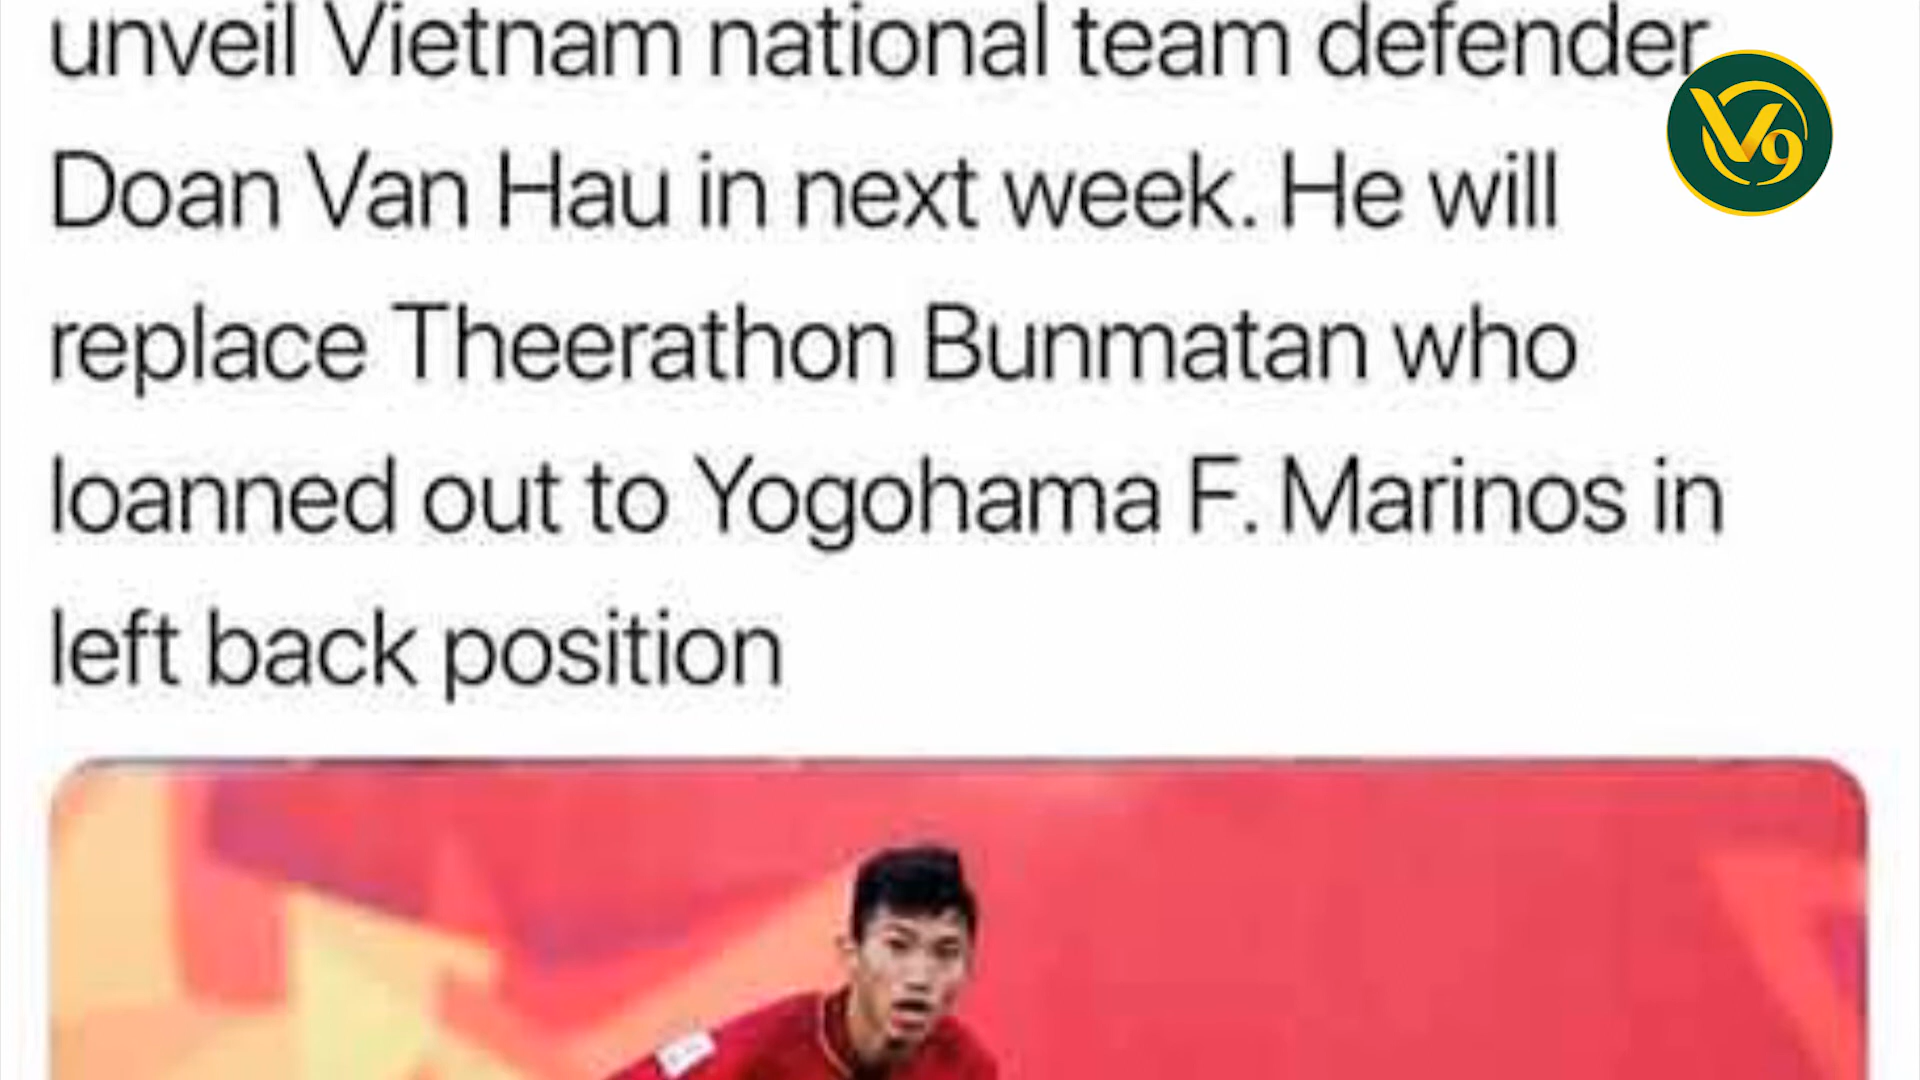 unveil Vietnam national team defender
V9
Doan Van Hau in next week. He will
replace Theerathon Bunmatan who
loanned out to Yogohama F. Marinos in
left back position